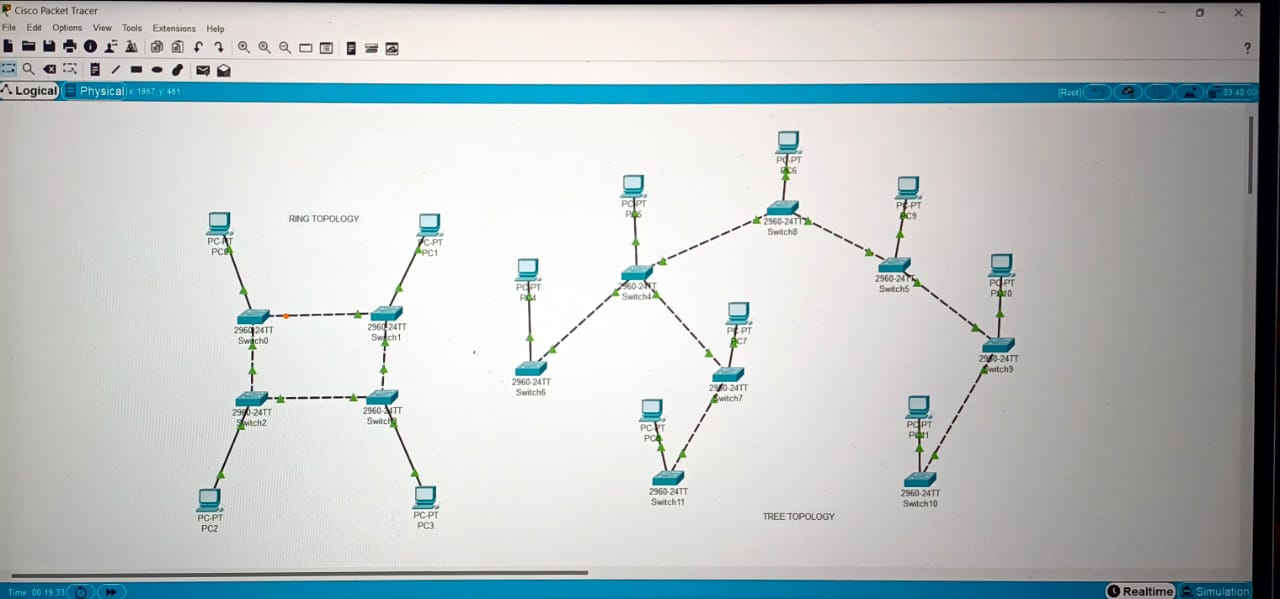 Cisco Packet Tracer
File Edit Options View Tools Extensions Help
?
Logical Physical x: 1867, y: 461 [Root] 09:48:00
PC-PT
PC6
PC-PT
PC5
PC-PT
PC9
2960-24TT
Switch8
RING TOPOLOGY
PC-PT
PC0
PC-PT
PC1
2960-24TT
Switch4
2960-24TT
Switch5
PC-PT
PC4
PC-PT
PC10
2960-24TT
Switch0
2960-24TT
Switch1
PC-PT
PC7
2960-24TT
Switch9
2960-24TT
Switch6
2960-24TT
Switch7
2960-24TT
Switch2
2960-24TT
PC-PT
PC-PT
PC11
2960-24TT
Switch11
2960-24TT
Switch10
PC-PT
PC2
PC-PT
PC3
TREE TOPOLOGY
Time: 00:19:33 Realtime Simulation